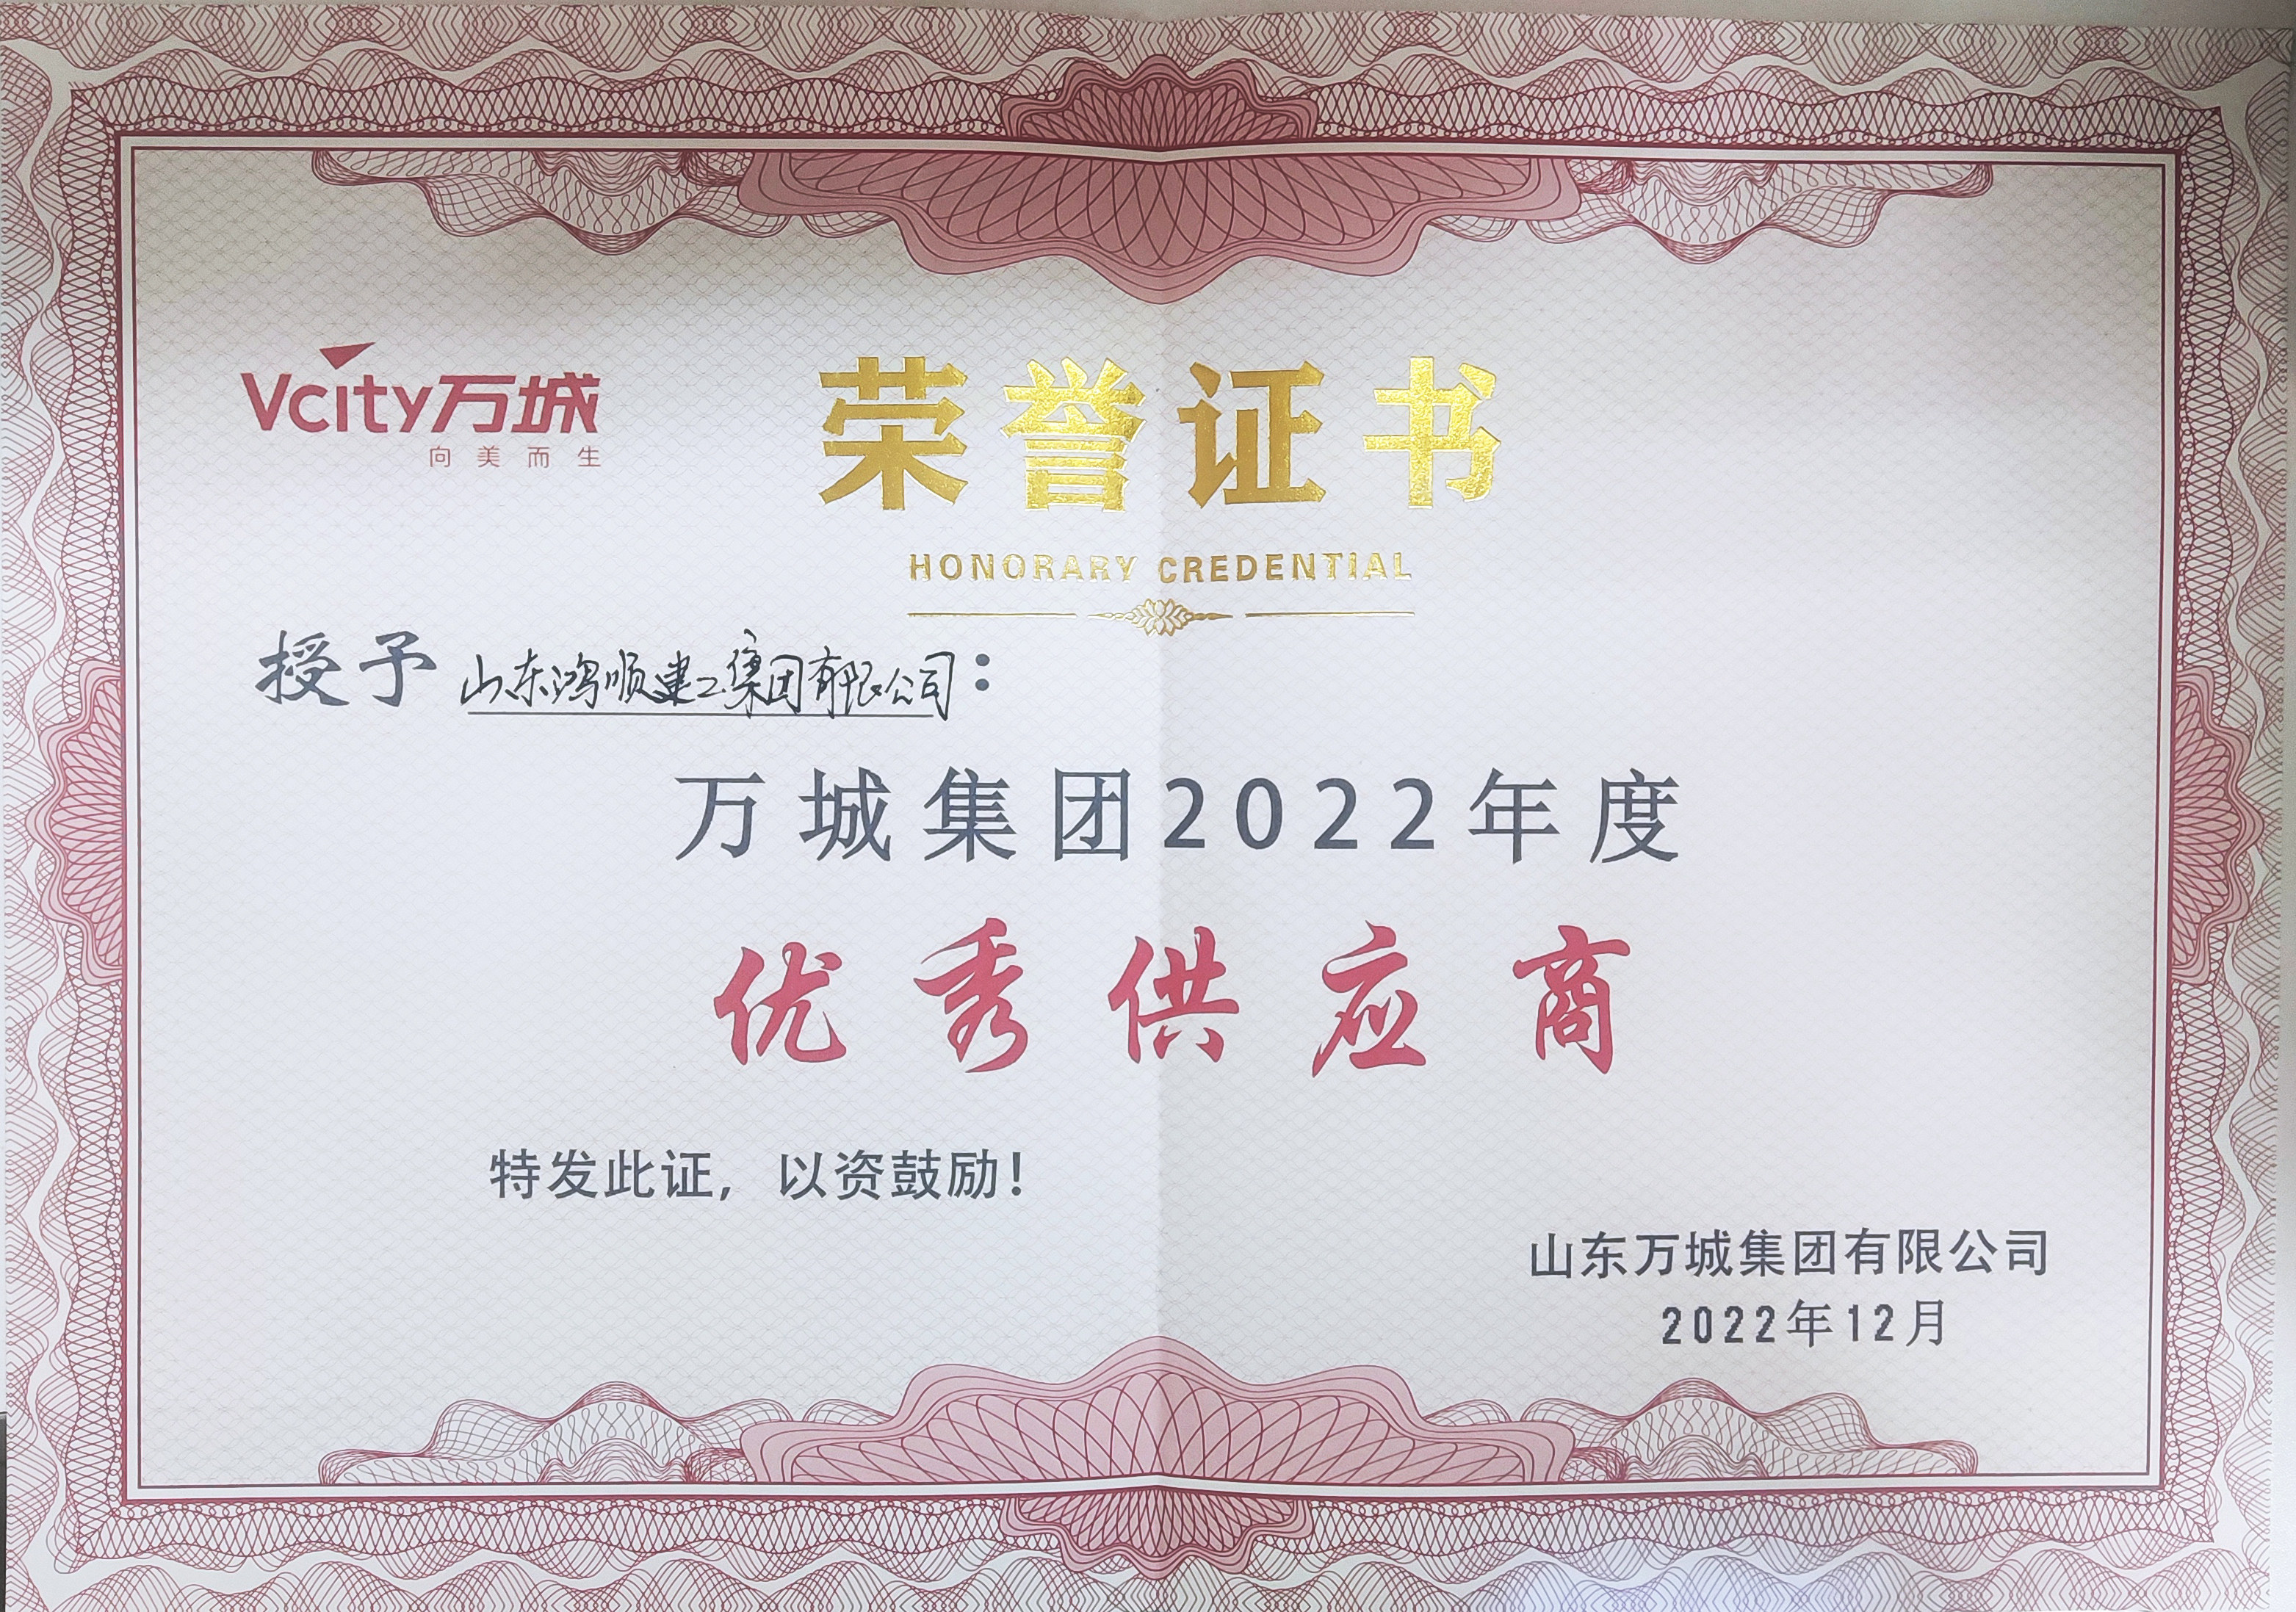 Vcity万城
向美而生
荣誉证书
HONORARY CREDENTIAL
授予 山东鸿顺建工集团有限公司：
万城集团2022年度
优秀供应商
特发此证，以资鼓励！
山东万城集团有限公司
2022年12月